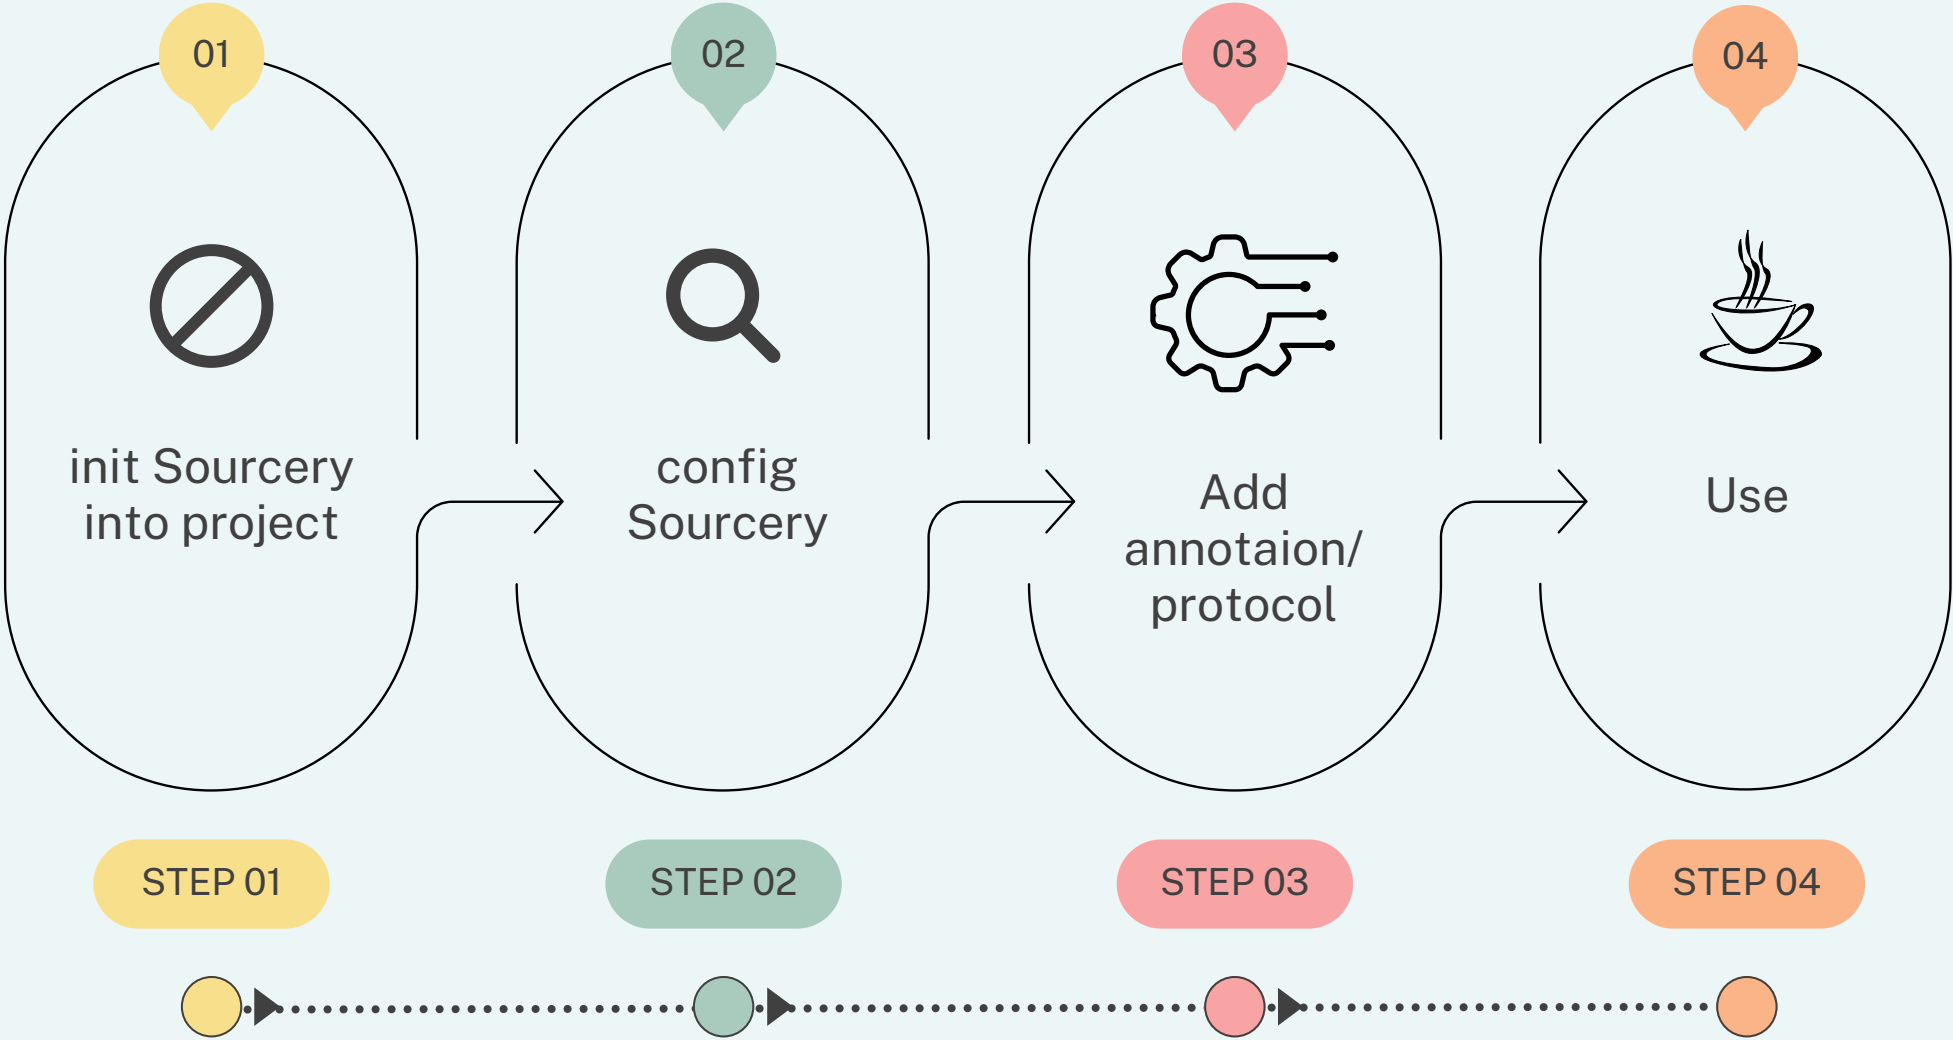 01
02
03
04
init Sourcery
into project
config
Sourcery
Add
annotaion/
protocol
Use
STEP 01
STEP 02
STEP 03
STEP 04